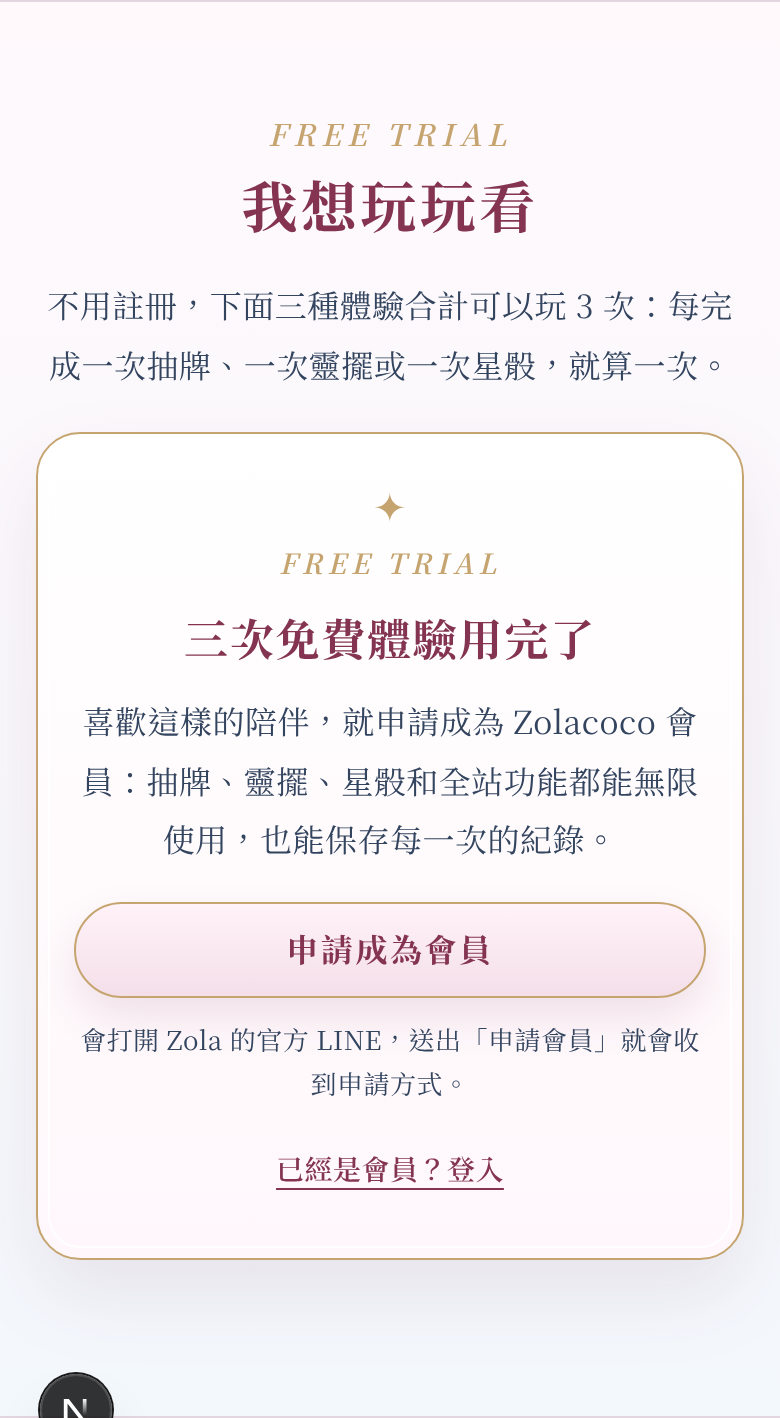 FREE TRIAL
我想玩玩看
不用註冊，下面三種體驗合計可以玩 3 次：每完
成一次抽牌、一次靈擺或一次星骰，就算一次。
FREE TRIAL
三次免費體驗用完了
喜歡這樣的陪伴，就申請成為 Zolacoco 會
員：抽牌、靈擺、星骰和全站功能都能無限
使用，也能保存每一次的紀錄。
申請成為會員
會打開 Zola 的官方 LINE，送出「申請會員」就會收
到申請方式。
已經是會員？登入
N